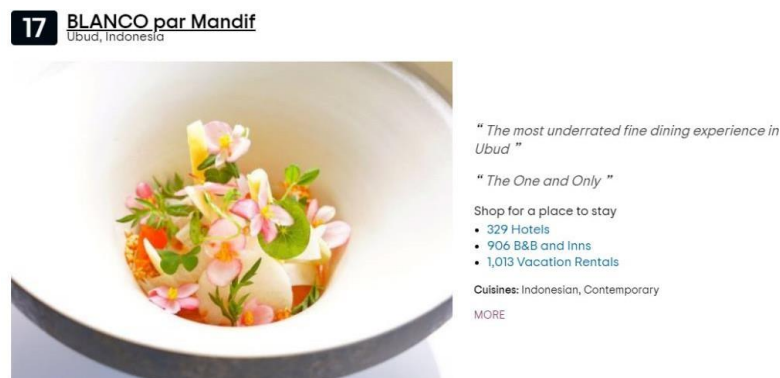 17 BLANCO par Mandif
Ubud, Indonesia
“ The most underrated fine dining experience in
Ubud ”
“ The One and Only ”
Shop for a place to stay
• 329 Hotels
• 906 B&B and Inns
• 1,013 Vacation Rentals
Cuisines: Indonesian, Contemporary
MORE